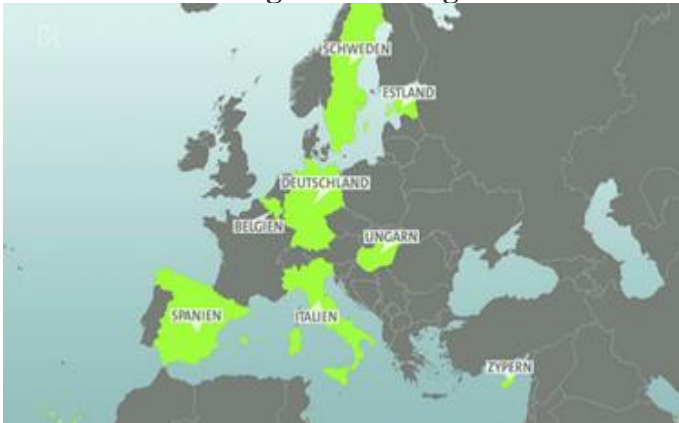 SCHWEDEN
ESTLAND
DEUTSCHLAND
BELGIEN
UNGARN
SPANIEN
ITALIEN
ZYPERN